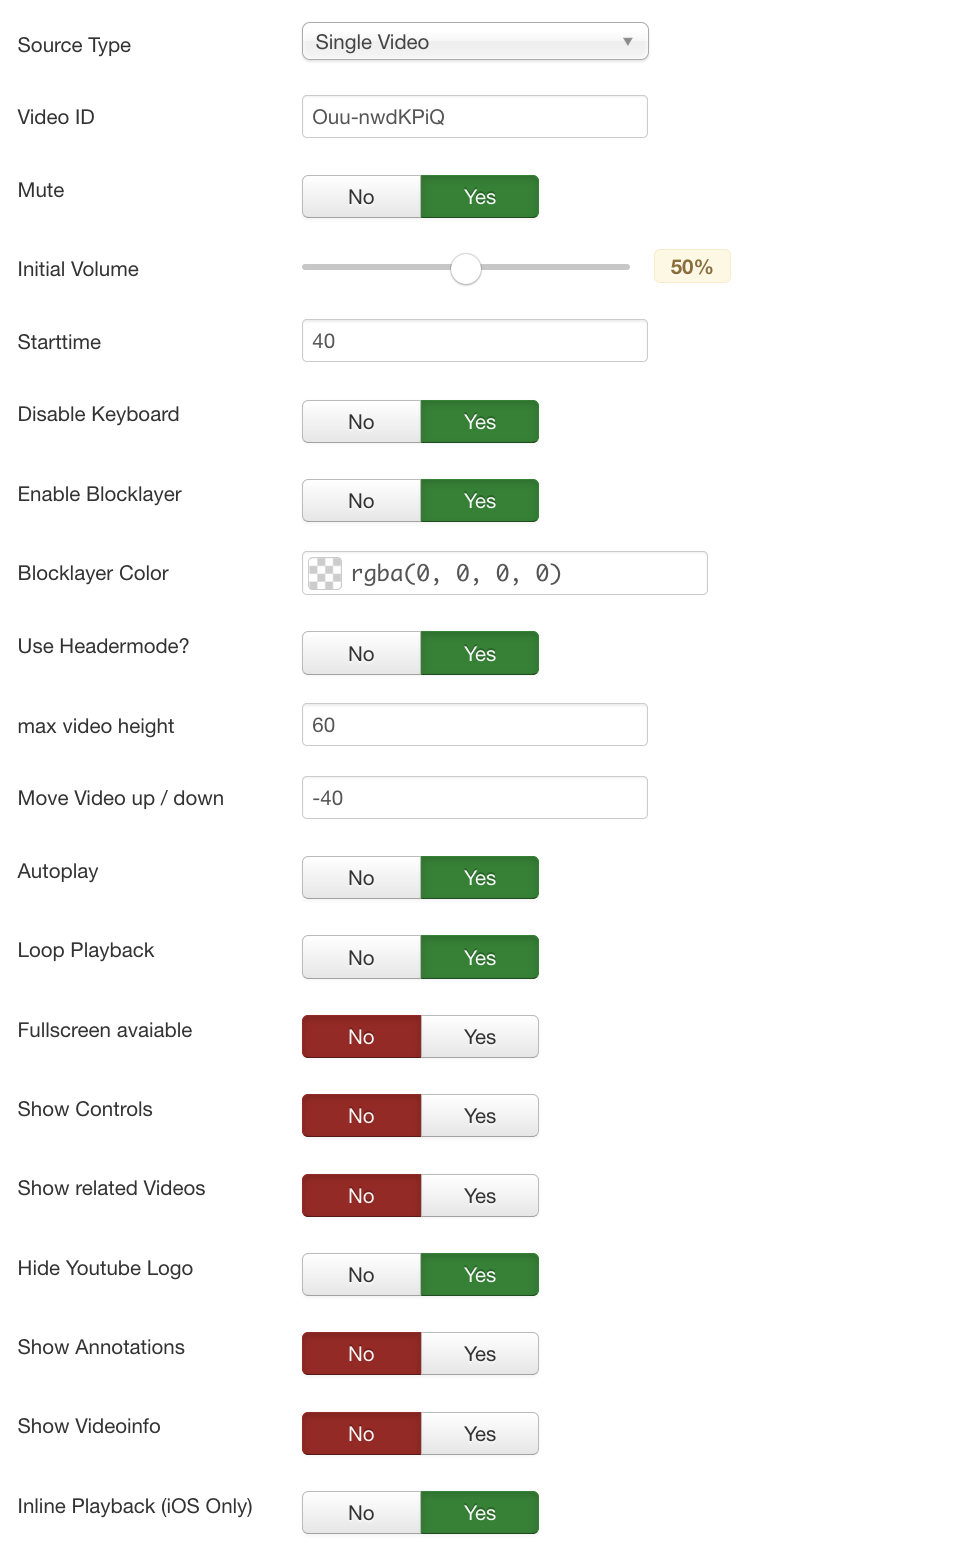 Source Type Single Video
Video ID Ouu-nwdKPiQ
Mute No Yes
Initial Volume 50%
Starttime 40
Disable Keyboard No Yes
Enable Blocklayer No Yes
Blocklayer Color rgba(0, 0, 0, 0)
Use Headermode? No Yes
max video height 60
Move Video up / down -40
Autoplay No Yes
Loop Playback No Yes
Fullscreen avaiable No Yes
Show Controls No Yes
Show related Videos No Yes
Hide Youtube Logo No Yes
Show Annotations No Yes
Show Videoinfo No Yes
Inline Playback (iOS Only) No Yes